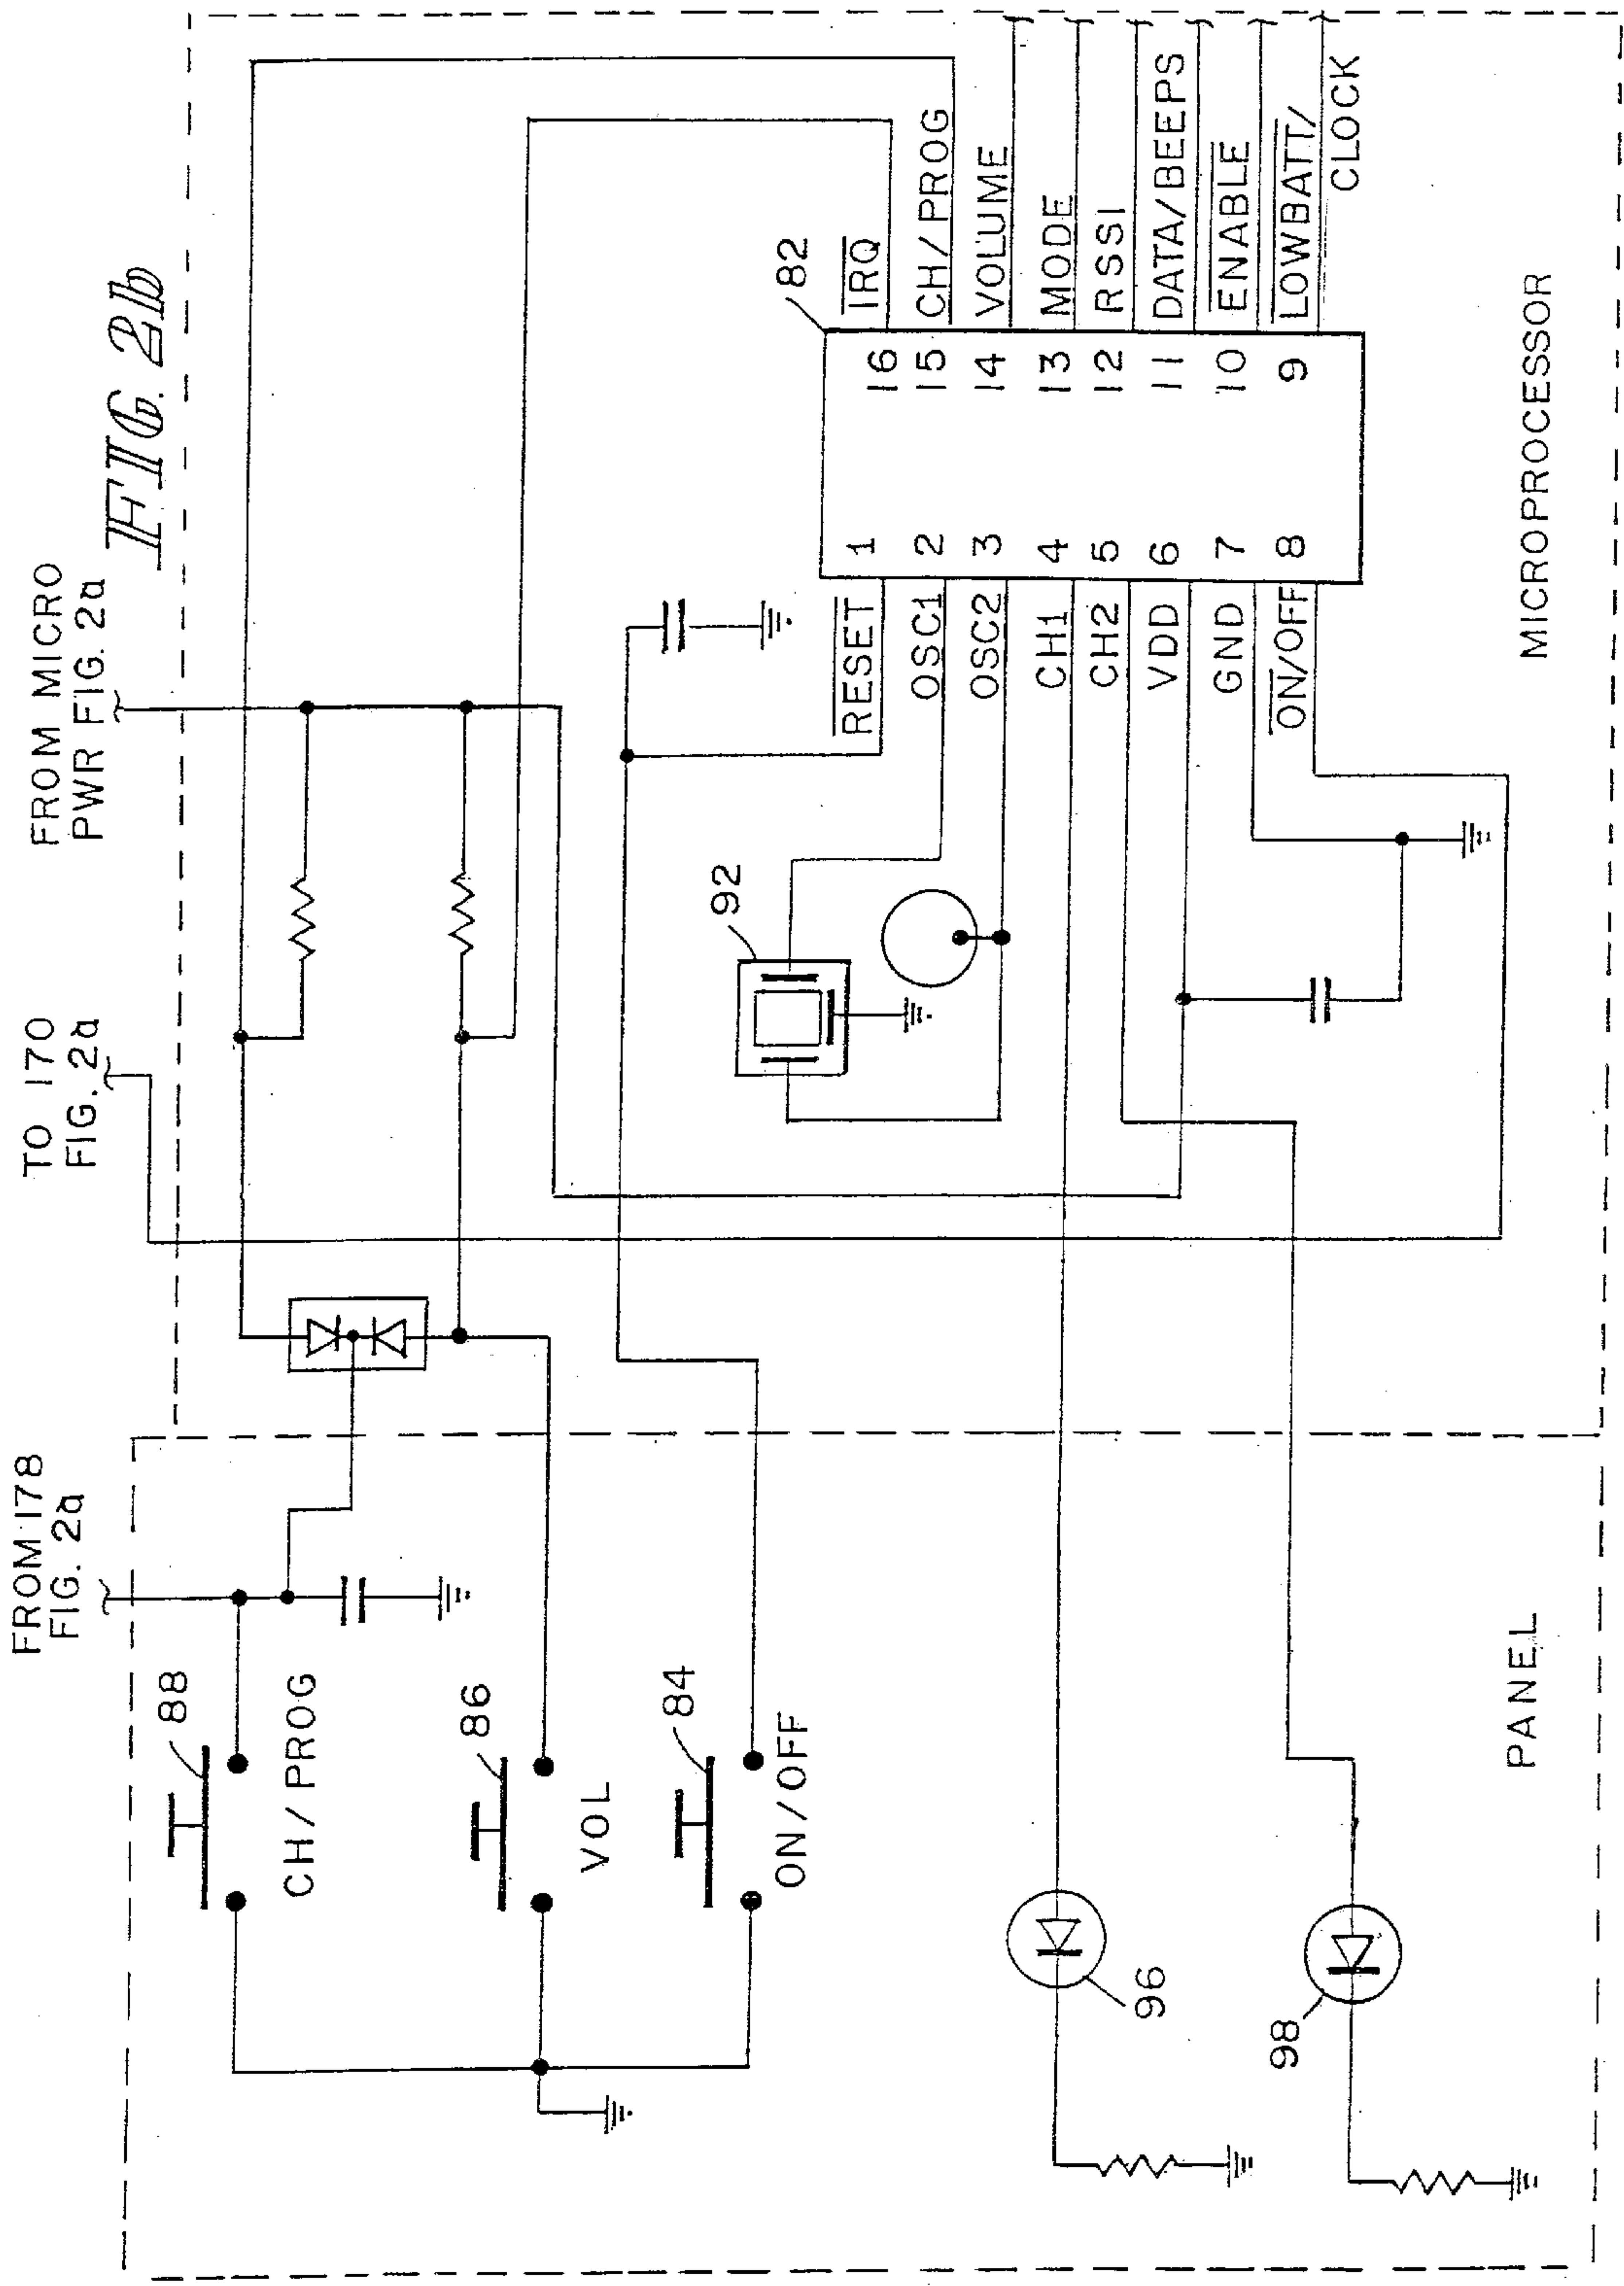 FIG. 2b
FROM 178
FIG. 2a
TO 170
FIG. 2a
FROM MICRO
PWR FIG. 2a
88
CH/PROG
86
VOL
84
ON/OFF
96
98
PANEL
92
82
RESET
OSC1
OSC2
CH1
CH2
VDD
GND
ON/OFF
1
2
3
4
5
6
7
8
16
15
14
13
12
11
10
9
IRQ
CH/PROG
VOLUME
MODE
RSSI
DATA/BEEPS
ENABLE
LOWBATT/
CLOCK
MICROPROCESSOR